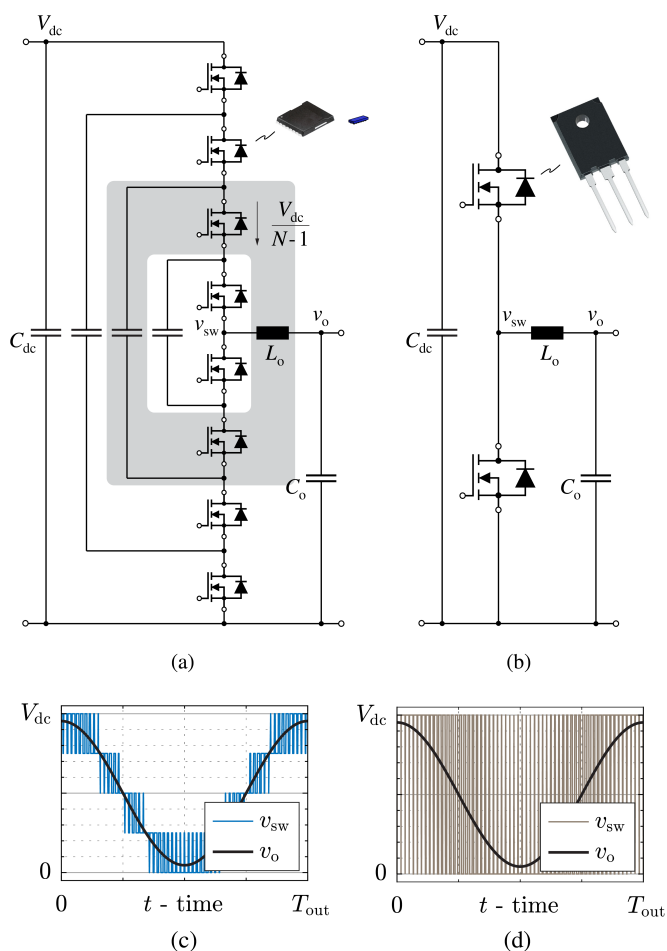 V_dc
V_dc
V_dc
N - 1
C_dc
v_sw
v_o
L_o
C_o
(a)
V_dc
C_dc
v_sw
v_o
L_o
C_o
(b)
V_dc
0
v_sw
v_o
0
t - time
T_out
(c)
V_dc
0
v_sw
v_o
0
t - time
T_out
(d)